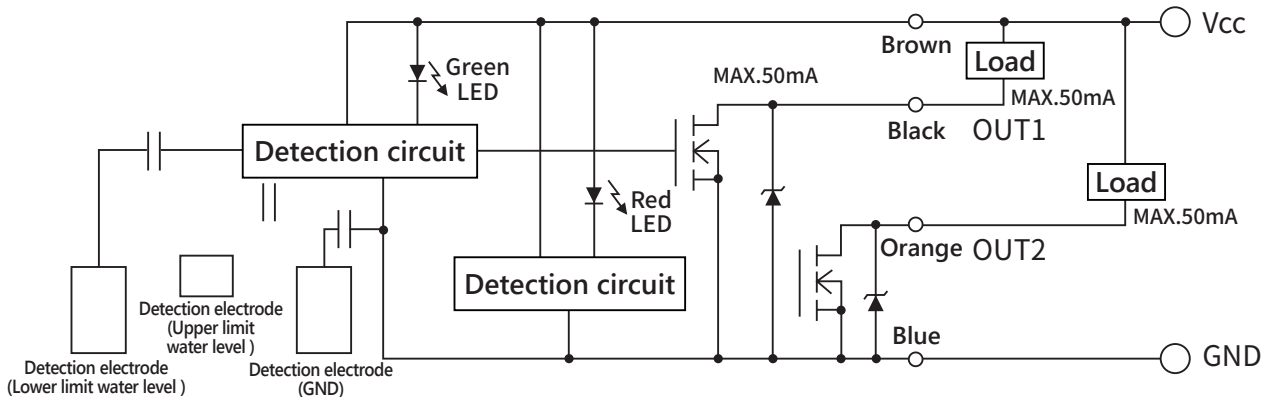 Vcc
Brown
Load
Green
LED
MAX.50mA
MAX.50mA
Black OUT1
Detection circuit
Load
Red
LED
MAX.50mA
Orange OUT2
Detection circuit
Detection electrode
(Upper limit
water level )
Blue
GND
Detection electrode
(Lower limit water level )
Detection electrode
(GND)